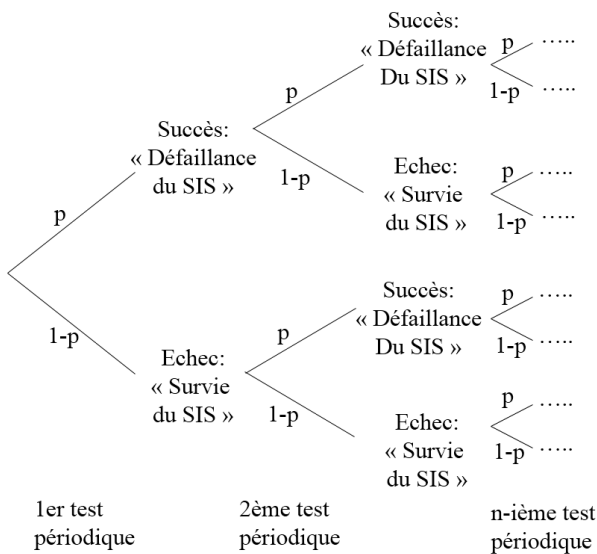 Succès:
« Défaillance
Du SIS »
p
.....
1-p
.....
p
Succès:
« Défaillance
du SIS »
1-p
Echec:
« Survie
du SIS »
p
.....
1-p
.....
p
1-p
Succès:
« Défaillance
Du SIS »
p
.....
1-p
.....
p
Echec:
« Survie
du SIS »
1-p
Echec:
« Survie
du SIS »
p
.....
1-p
.....
1er test
périodique
2ème test
périodique
n-ième test
périodique